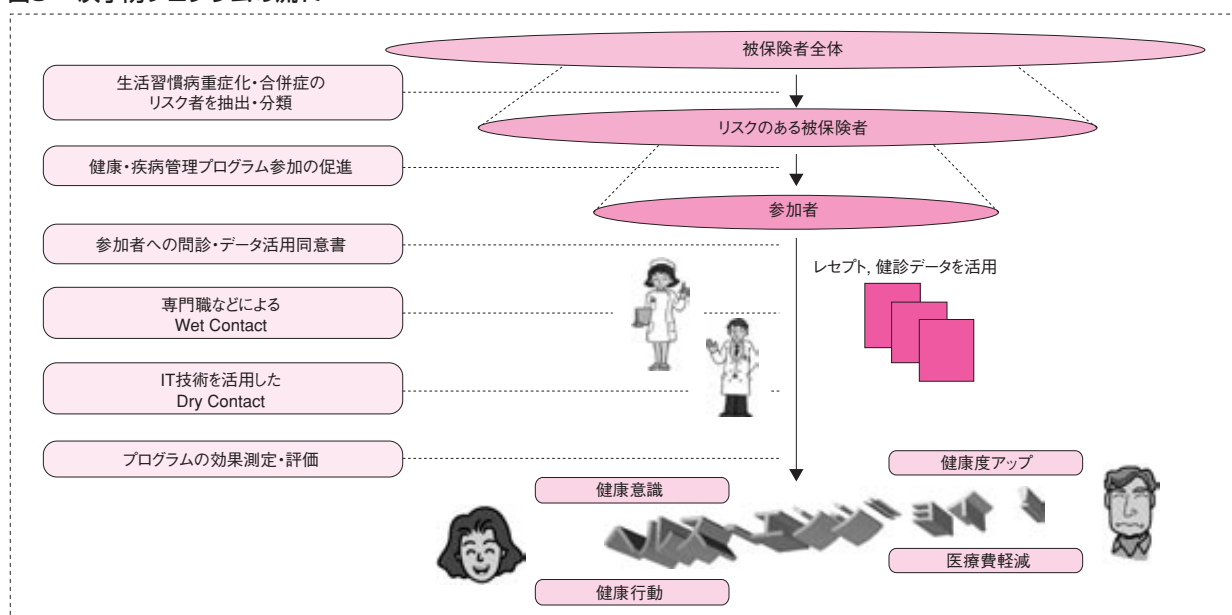 被保険者全体
生活習慣病重症化・合併症の
リスク者を抽出・分類
リスクのある被保険者
健康・疾病管理プログラム参加の促進
参加者
参加者への問診・データ活用同意書
レセプト, 健診データを活用
専門職などによる
Wet Contact
IT技術を活用した
Dry Contact
プログラムの効果測定・評価
健康度アップ
健康意識
医療費軽減
健康行動